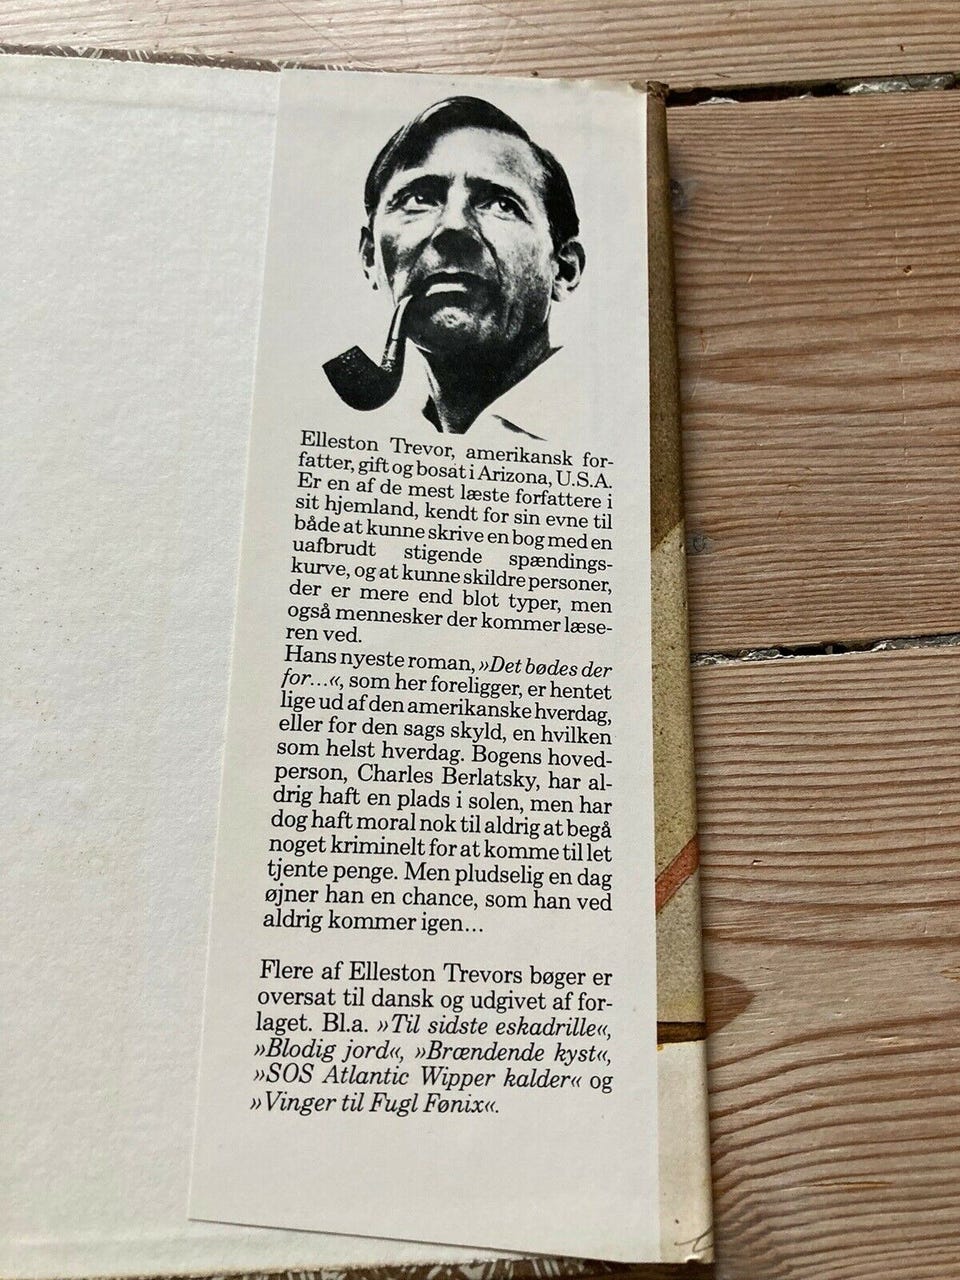 Elleston Trevor, amerikansk for-
fatter, gift og bosat i Arizona, U.S.A.
Er en af de mest læste forfattere i
sit hjemland, kendt for sin evne til
både at kunne skrive en bog med en
uafbrudt stigende spændings-
kurve, og at kunne skildre personer,
der er mere end blot typer, men
også mennesker der kommer læse-
ren ved.
Hans nyeste roman, »Det bødes der
for...«, som her foreligger, er hentet
lige ud af den amerikanske hverdag,
eller for den sags skyld, en hvilken
som helst hverdag. Bogens hoved-
person, Charles Berlatsky, har al-
drig haft en plads i solen, men har
dog haft moral nok til aldrig at begå
noget kriminelt for at komme til let
tjente penge. Men pludselig en dag
øjner han en chance, som han ved
aldrig kommer igen...
Flere af Elleston Trevors bøger er
oversat til dansk og udgivet af for-
laget. Bl.a. »Til sidste eskadrille«,
»Blodig jord«, »Brændende kyst«,
»SOS Atlantic Wipper kalder« og
»Vinger til Fugl Fønix«.